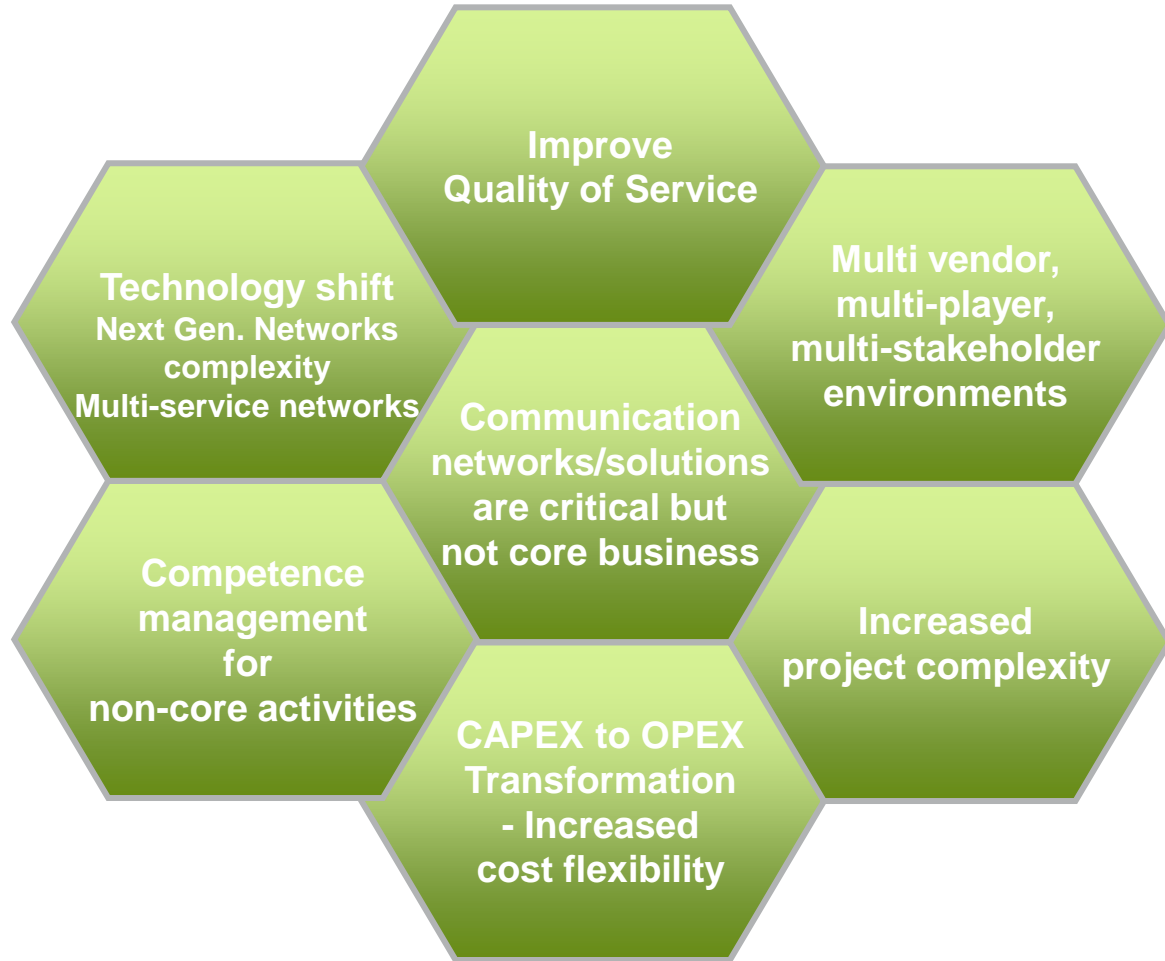 Improve
Quality of Service
Technology shift
Next Gen. Networks
complexity
Multi-service networks
Multi vendor,
multi-player,
multi-stakeholder
environments
Communication
networks/solutions
are critical but
not core business
Competence
management
for
non-core activities
Increased
project complexity
CAPEX to OPEX
Transformation
- Increased
cost flexibility